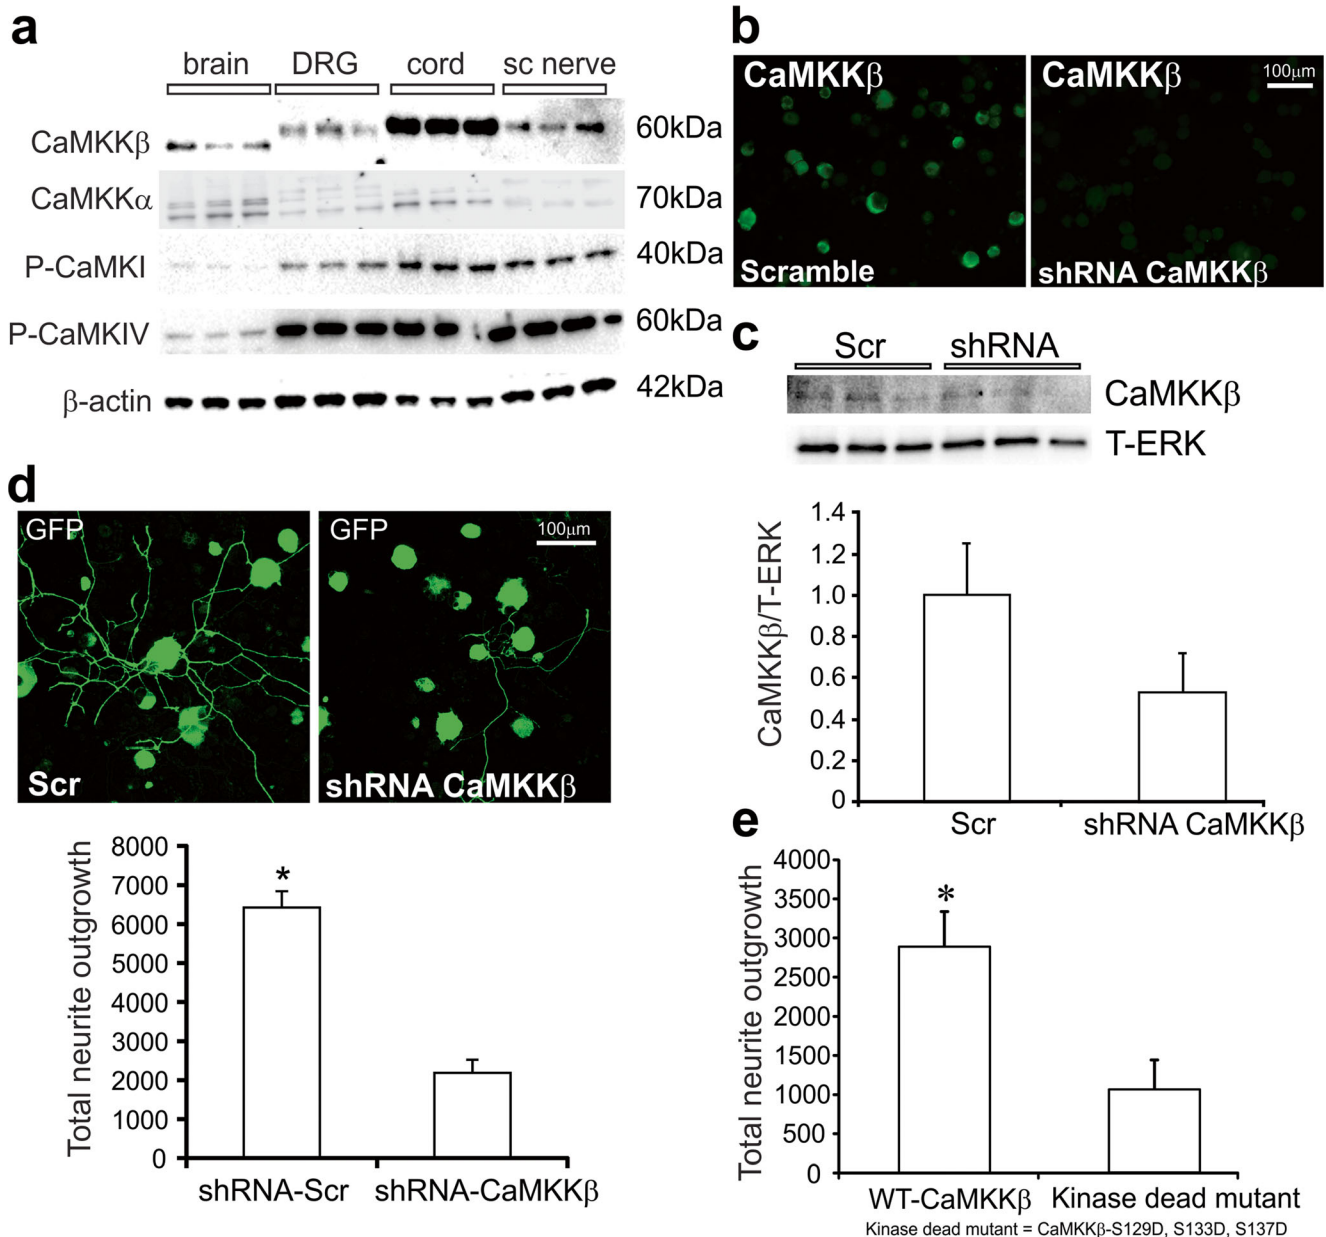 a
brain DRG cord sc nerve
CaMKKβ 60kDa
CaMKKα 70kDa
P-CaMKI 40kDa
P-CaMKIV 60kDa
β-actin 42kDa
b
CaMKKβ
Scramble
CaMKKβ
100μm
shRNA CaMKKβ
c
Scr shRNA
CaMKKβ
T-ERK
CaMKKβ/T-ERK
1.4
1.2
1.0
0.8
0.6
0.4
0.2
0
Scr shRNA CaMKKβ
d
GFP
Scr
GFP
100μm
shRNA CaMKKβ
Total neurite outgrowth
8000
7000
6000
5000
4000
3000
2000
1000
0
*
shRNA-Scr shRNA-CaMKKβ
e
Total neurite outgrowth
4000
3500
3000
2500
2000
1500
1000
500
0
*
WT-CaMKKβ Kinase dead mutant
Kinase dead mutant = CaMKKβ-S129D, S133D, S137D